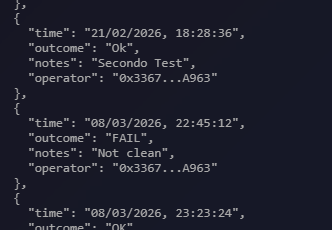 },
{
"time": "21/02/2026, 18:28:36",
"outcome": "Ok",
"notes": "Secondo Test",
"operator": "0x3367...A963"
},
{
"time": "08/03/2026, 22:45:12",
"outcome": "FAIL",
"notes": "Not clean",
"operator": "0x3367...A963"
},
{
"time": "08/03/2026, 23:23:24",
"outcome": "OK"